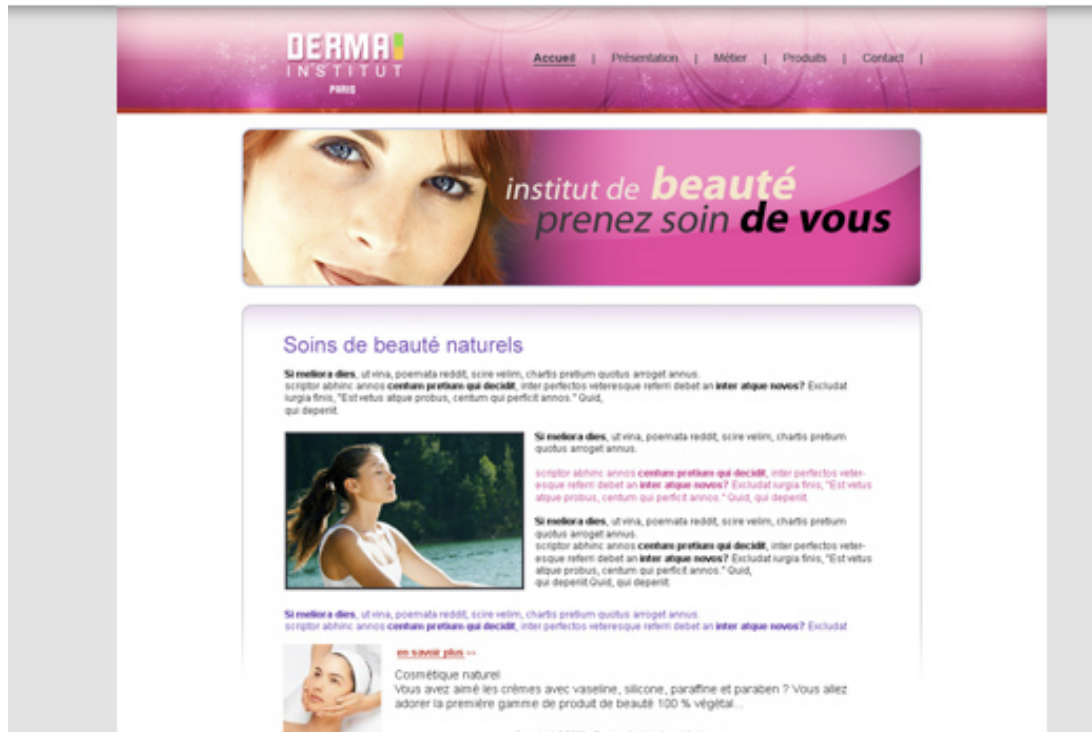 DERMA
INSTITUT
PARIS
Accueil | Présentation | Métier | Produits | Contact |
institut de beauté
prenez soin de vous
Soins de beauté naturels
Si meliora dies, ut vina, poemata reddit, scire velim, chartis pretium quotus arroget annus.
scriptor abhinc annos centum pretium qui decidit, inter perfectos veteresque referri debet an inter atque novos? Excludat
iurgia finis, "Est vetus atque probus, centum qui perficit annos." Quid,
qui deperiit.
Si meliora dies, ut vina, poemata reddit, scire velim, chartis pretium
quotus arroget annus.
scriptor abhinc annos centum pretium qui decidit, inter perfectos veter-
esque referri debet an inter atque novos? Excludat iurgia finis, "Est vetus
atque probus, centum qui perficit annos." Quid, qui deperiit
Si meliora dies, ut vina, poemata reddit, scire velim, chartis pretium
quotus arroget annus.
scriptor abhinc annos centum pretium qui decidit, inter perfectos veter-
esque referri debet an inter atque novos? Excludat iurgia finis, "Est vetus
atque probus, centum qui perficit annos." Quid,
qui deperiit Quid, qui deperiit.
Si meliora dies, ut vina, poemata reddit, scire velim, chartis pretium quotus arroget annus.
scriptor abhinc annos centum pretium qui decidit, inter perfectos veteresque referri debet an inter atque novos? Excludat
en savoir plus >>
Cosmétique naturel
Vous avez aimé les crèmes avec vaseline, silicone, paraffine et paraben ? Vous allez
adorer la première gamme de produit de beauté 100 % végétal...